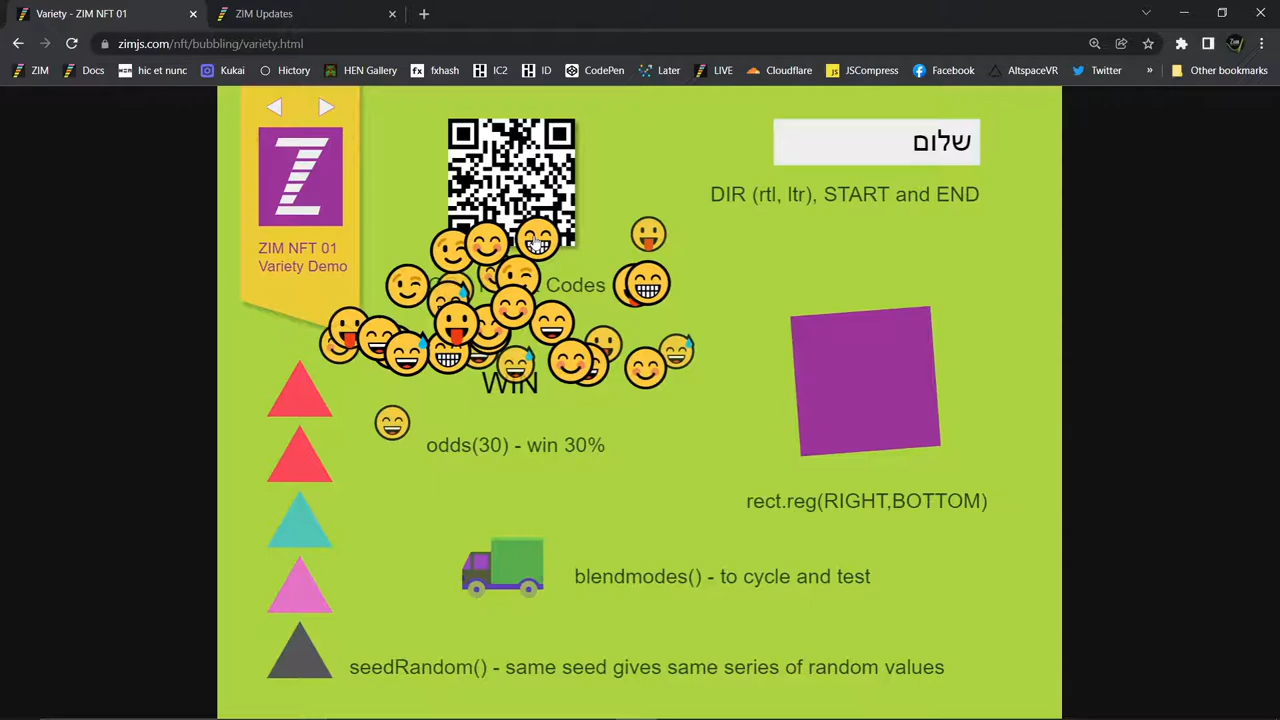 Variety - ZIM NFT 01
ZIM Updates
zimjs.com/nft/bubbling/variety.html
ZIM
Docs
hic et nunc
Kukai
Hictory
HEN Gallery
fxhash
IC2
ID
CodePen
Later
LIVE
Cloudflare
JSCompress
Facebook
AltspaceVR
Twitter
Other bookmarks
ZIM NFT 01
Variety Demo
שלום
DIR (rtl, ltr), START and END
Codes
WIN
odds(30) - win 30%
rect.reg(RIGHT,BOTTOM)
blendmodes() - to cycle and test
seedRandom() - same seed gives same series of random values